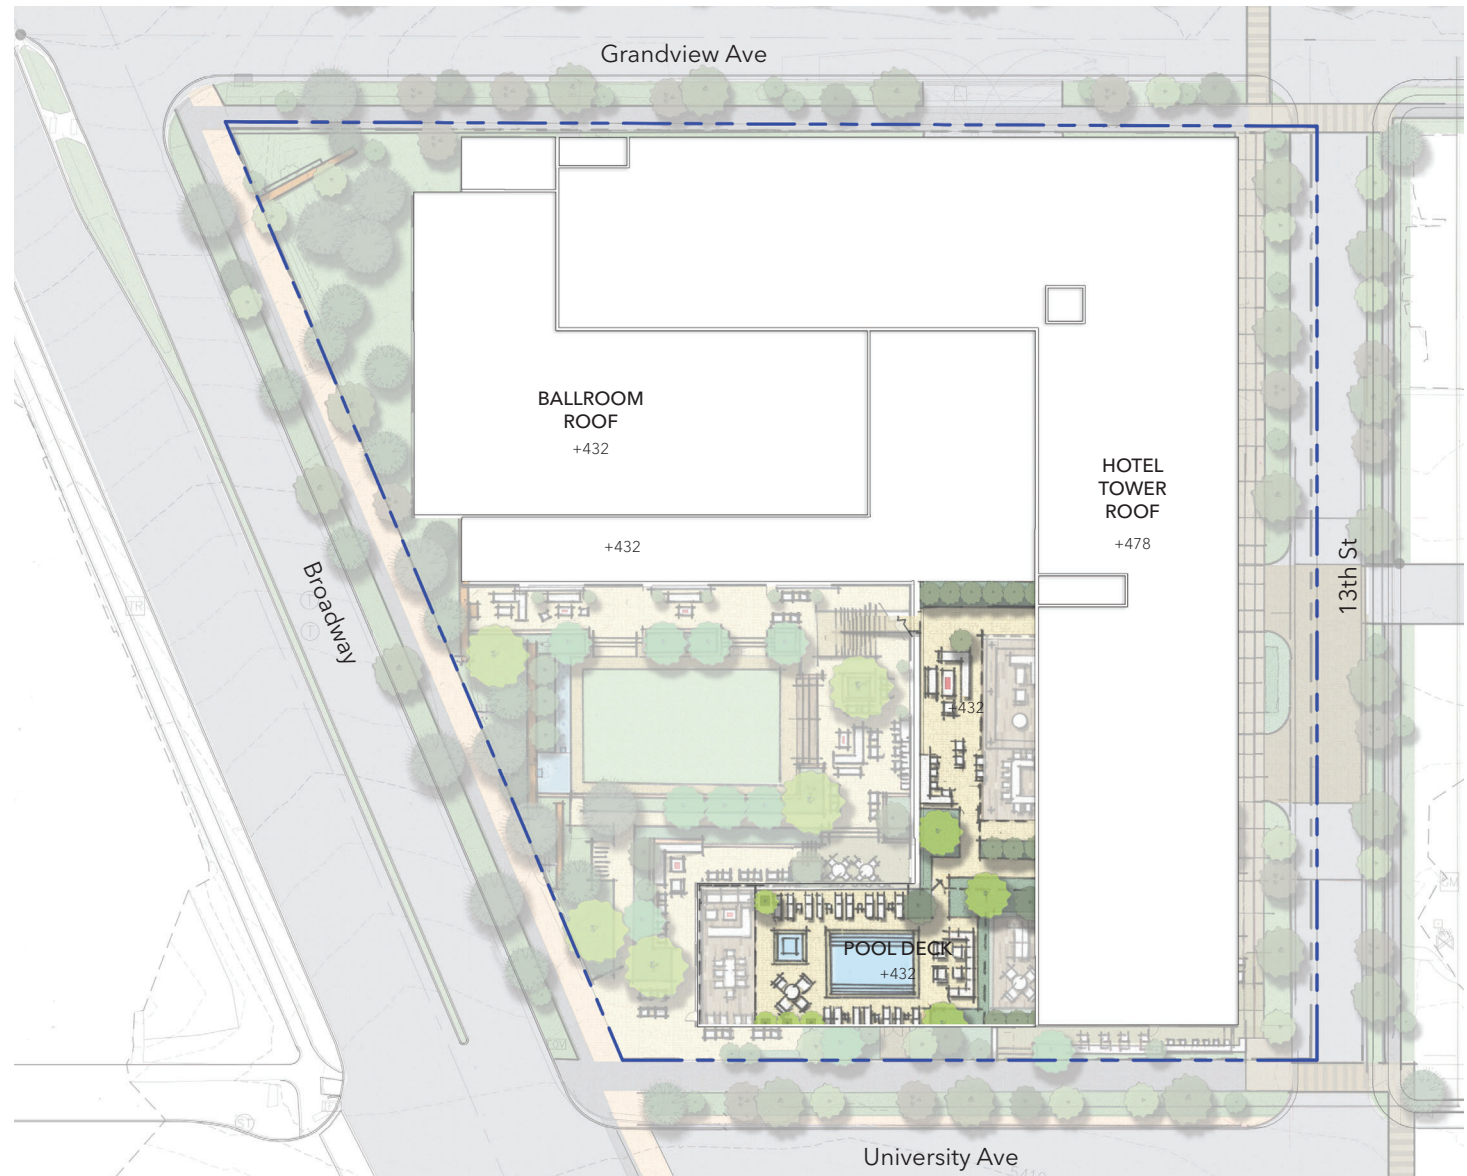 Grandview Ave
BALLROOM
ROOF
+432
HOTEL
TOWER
ROOF
+478
+432
13th St
Broadway
+432
POOL DECK
+432
University Ave